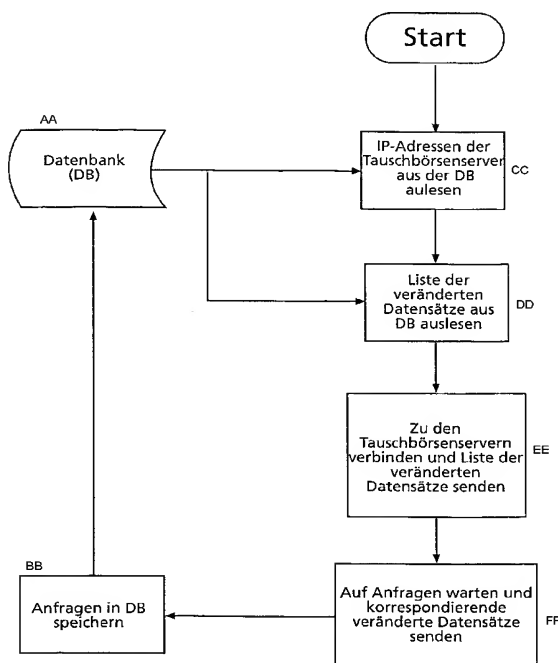 Start
AA
Datenbank
(DB)
IP-Adressen der
Tauschbörsenserver
aus der DB
aulesen
CC
Liste der
veränderten
Datensätze aus
DB auslesen
DD
Zu den
Tauschbörsenservern
verbinden und Liste der
veränderten
Datensätze senden
EE
BB
Anfragen in DB
speichern
Auf Anfragen warten und
korrespondierende
veränderte Datensätze
senden
FF